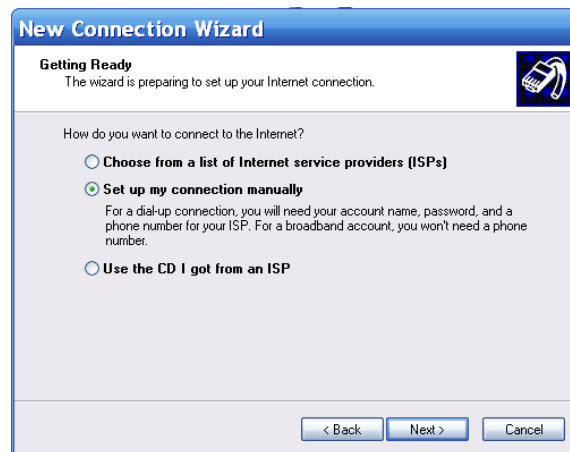 New Connection Wizard
Getting Ready
The wizard is preparing to set up your Internet connection.
How do you want to connect to the Internet?
Choose from a list of Internet service providers (ISPs)
Set up my connection manually
For a dial-up connection, you will need your account name, password, and a
phone number for your ISP. For a broadband account, you won't need a phone
number.
Use the CD I got from an ISP
< Back Next > Cancel